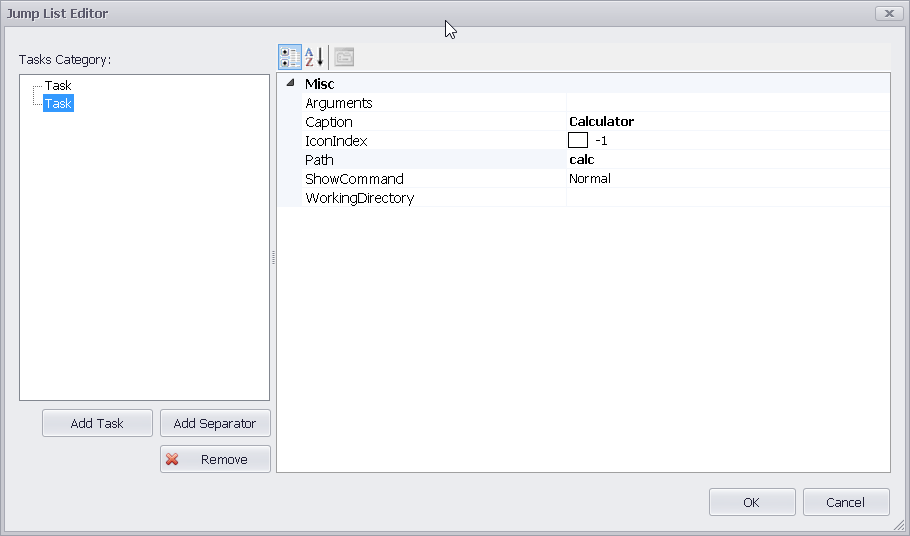 Jump List Editor
Tasks Category:
Task
Task
A
Z
Misc
Arguments
Caption Calculator
IconIndex -1
Path calc
ShowCommand Normal
WorkingDirectory
Add Task Add Separator
Remove
OK Cancel